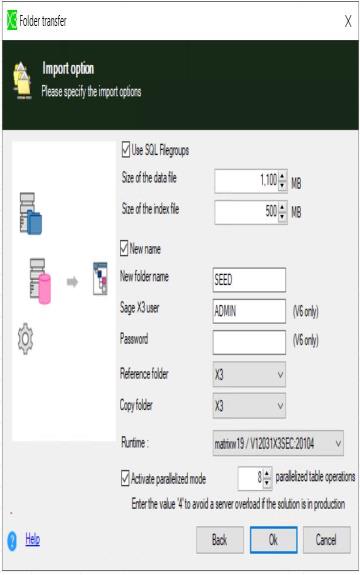 X3 Folder transfer X
Import option
Please specify the import options
Use SQL Filegroups
Size of the data file 1,100 MB
Size of the index file 500 MB
New name
New folder name SEED
Sage X3 user ADMIN (V6 only)
Password (V6 only)
Reference folder X3
Copy folder X3
Runtime : matrixw19 / V12031X3SEC:20104
Activate parallelized mode 8 parallelized table operations
Enter the value '4' to avoid a server overload if the solution is in production
? Help Back Ok Cancel